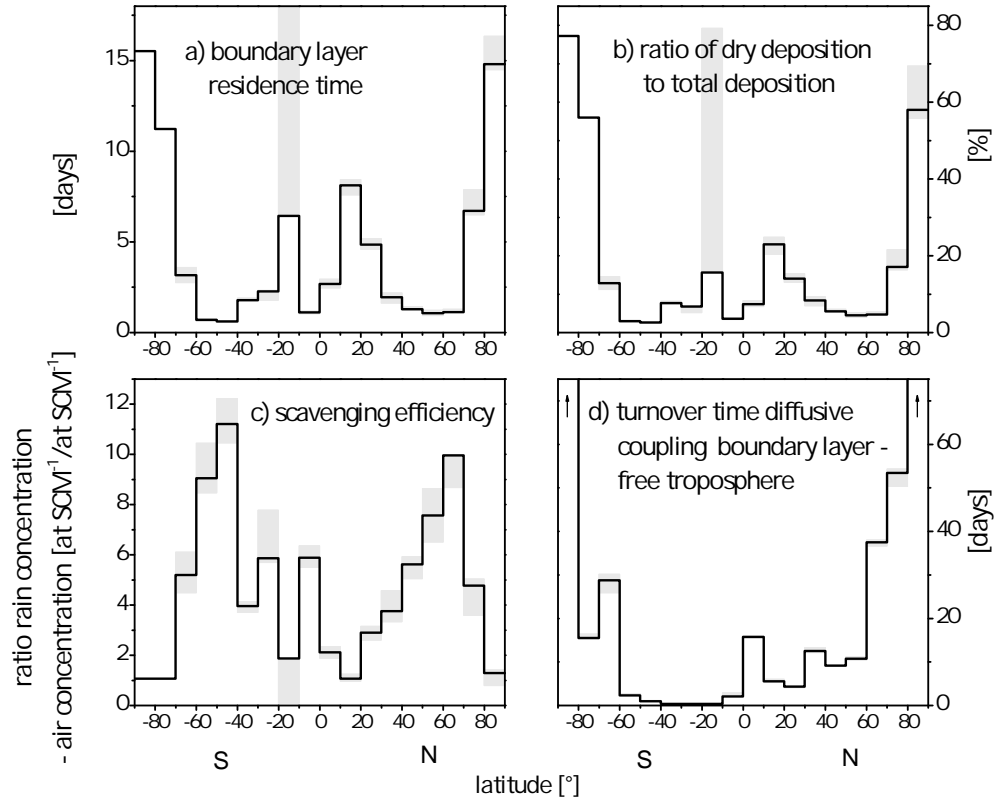 a) boundary layer
residence time
15
10
5
0
[days]
-80 -60 -40 -20 0 20 40 60 80
b) ratio of dry deposition
to total deposition
80
60
40
20
0
[%]
-80 -60 -40 -20 0 20 40 60 80
c) scavenging efficiency
12
10
8
6
4
2
0
ratio rain concentration
- air concentration [at SCM⁻¹/at SCM⁻¹]
-80 -60 -40 -20 0 20 40 60 80
d) turnover time diffusive
coupling boundary layer -
free troposphere
60
40
20
0
[days]
-80 -60 -40 -20 0 20 40 60 80
S N S N
latitude [°]